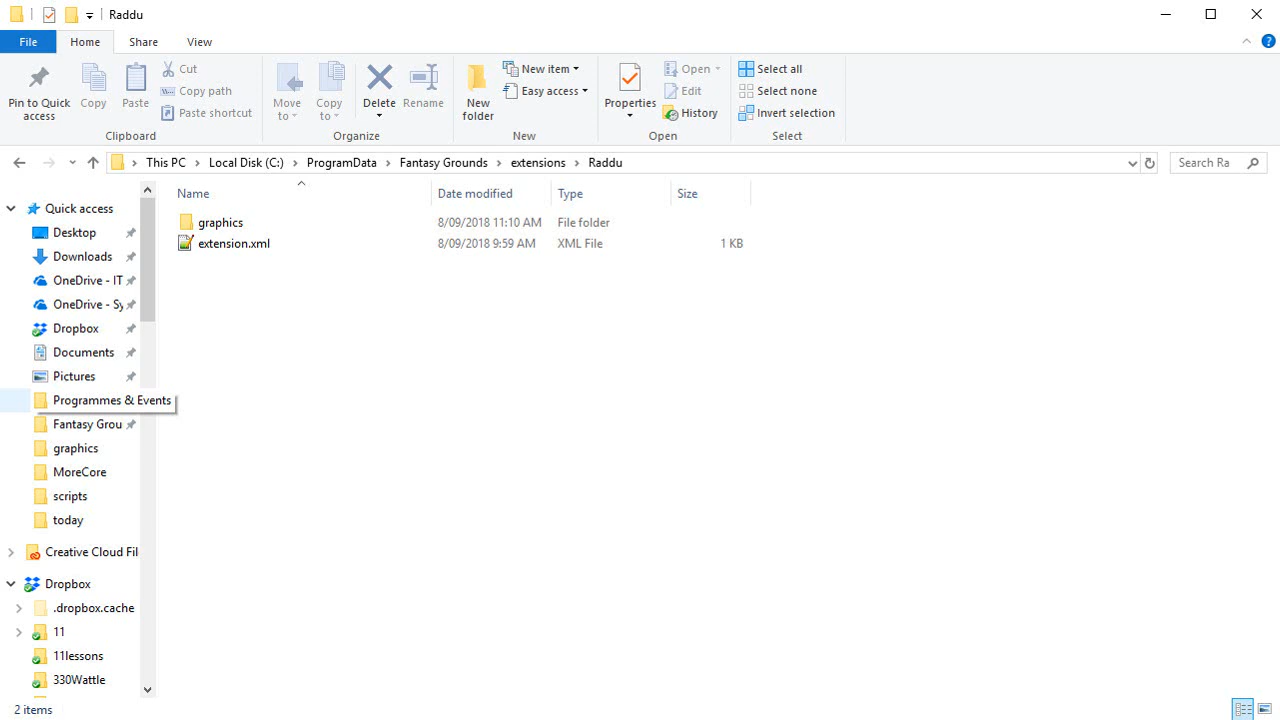 Raddu
File Home Share View
Pin to Quick access
Copy
Paste
Cut
Copy path
Paste shortcut
Clipboard
Move to
Copy to
Delete
Rename
Organize
New folder
New item
Easy access
New
Properties
Open
Edit
History
Open
Select all
Select none
Invert selection
Select
This PC Local Disk (C:) ProgramData Fantasy Grounds extensions Raddu
Search Ra
Name Date modified Type Size
graphics 8/09/2018 11:10 AM File folder
extension.xml 8/09/2018 9:59 AM XML File 1 KB
Quick access
Desktop
Downloads
OneDrive - IT
OneDrive - Sy
Dropbox
Documents
Pictures
Programmes & Events
Fantasy Grou
graphics
MoreCore
scripts
today
Creative Cloud Fil
Dropbox
.dropbox.cache
11
11lessons
330Wattle
2 items